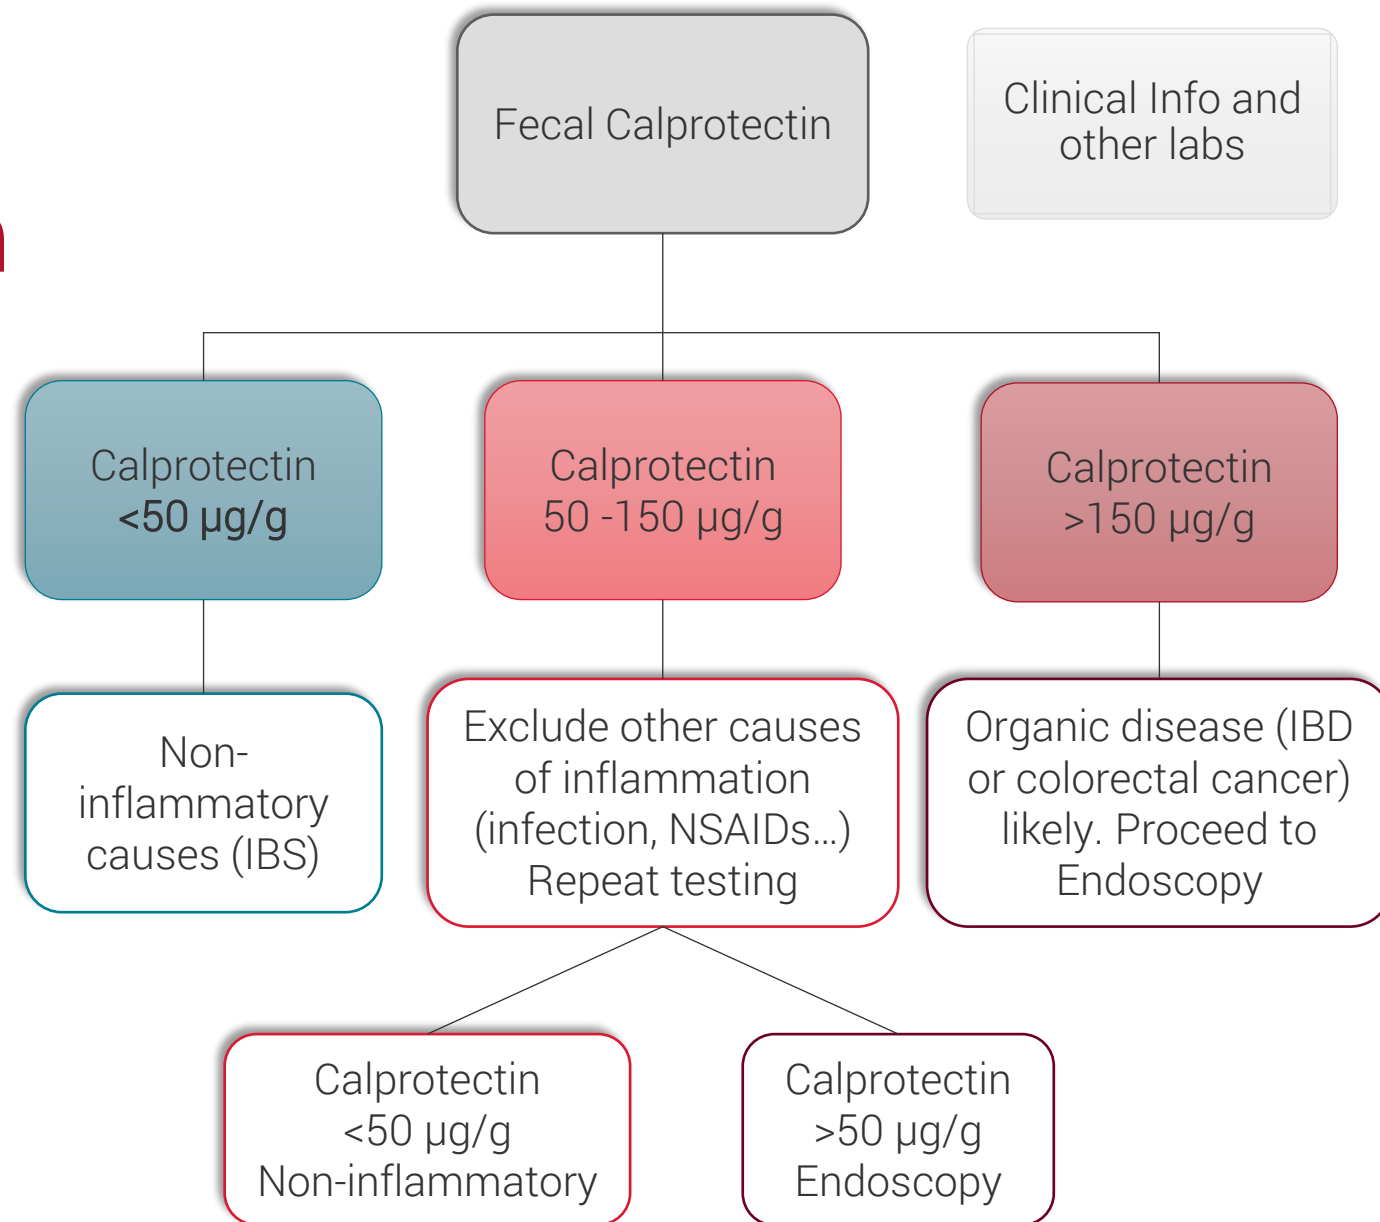 Fecal Calprotectin
Clinical Info and
other labs
Calprotectin
<50 µg/g
Calprotectin
50 -150 µg/g
Calprotectin
>150 µg/g
Non-
inflammatory
causes (IBS)
Exclude other causes
of inflammation
(infection, NSAIDs...)
Repeat testing
Organic disease (IBD
or colorectal cancer)
likely. Proceed to
Endoscopy
Calprotectin
<50 µg/g
Non-inflammatory
Calprotectin
>50 µg/g
Endoscopy